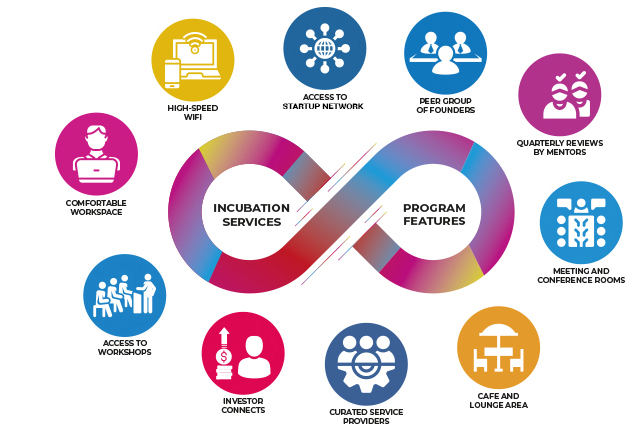 HIGH-SPEED
WIFI
ACCESS TO
STARTUP NETWORK
PEER GROUP
OF FOUNDERS
QUARTERLY REVIEWS
BY MENTORS
COMFORTABLE
WORKSPACE
INCUBATION
SERVICES
PROGRAM
FEATURES
MEETING AND
CONFERENCE ROOMS
ACCESS TO
WORKSHOPS
INVESTOR
CONNECTS
CURATED SERVICE
PROVIDERS
CAFE AND
LOUNGE AREA